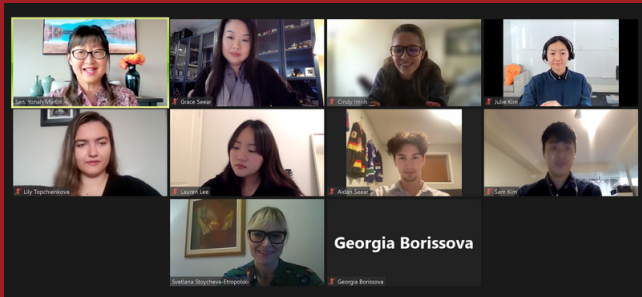 Sen. Yonah Martin
Grace Seear
Cindy Imrin
Julie Kim
Lily Topchienkova
Lauren Lee
Aidan Seear
Sam Kim
Svetlana Stoycheva-Etropolski
Georgia Borissova
Georgia Borissova